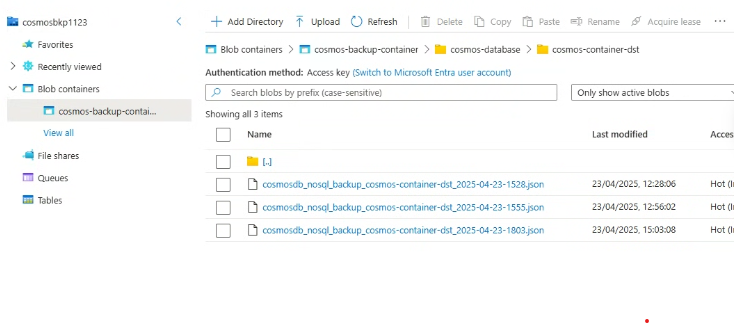 cosmosbkp1123
Favorites
Recently viewed
Blob containers
cosmos-backup-contai...
View all
File shares
Queues
Tables
Add Directory Upload Refresh Delete Copy Paste Rename Acquire lease ...
Blob containers > cosmos-backup-container > cosmos-database > cosmos-container-dst
Authentication method: Access key (Switch to Microsoft Entra user account)
Search blobs by prefix (case-sensitive) Only show active blobs
Showing all 3 items
Name Last modified Acces
[..]
cosmosdb_nosql_backup_cosmos-container-dst_2025-04-23-1528.json 23/04/2025, 12:28:06 Hot (In
cosmosdb_nosql_backup_cosmos-container-dst_2025-04-23-1555.json 23/04/2025, 12:56:02 Hot (In
cosmosdb_nosql_backup_cosmos-container-dst_2025-04-23-1803.json 23/04/2025, 15:03:08 Hot (In